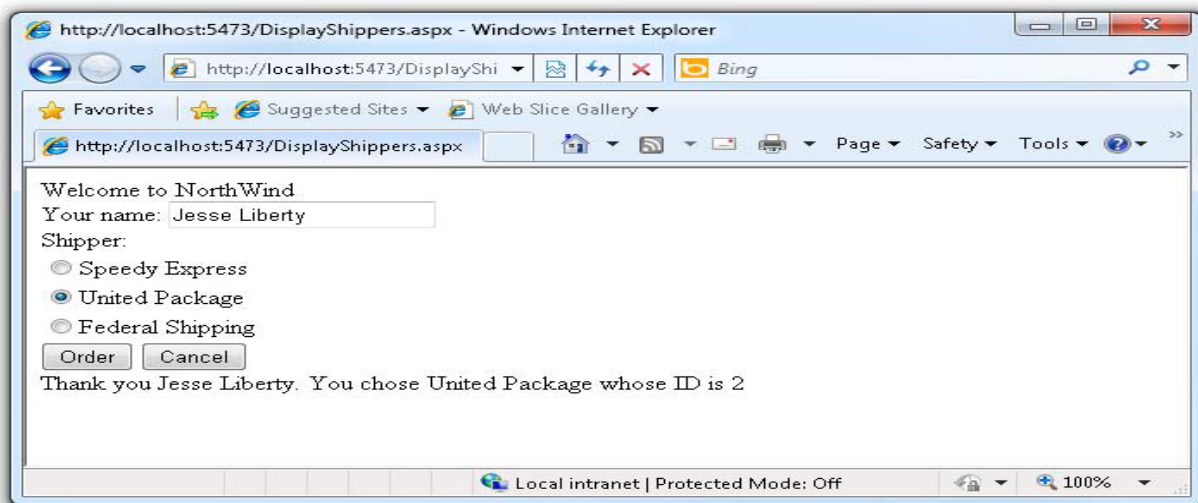 http://localhost:5473/DisplayShippers.aspx - Windows Internet Explorer
http://localhost:5473/DisplayShi
Bing
Favorites
Suggested Sites
Web Slice Gallery
http://localhost:5473/DisplayShippers.aspx
Page
Safety
Tools
Welcome to NorthWind
Your name: Jesse Liberty
Shipper:
Speedy Express
United Package
Federal Shipping
Order Cancel
Thank you Jesse Liberty. You chose United Package whose ID is 2
Local intranet | Protected Mode: Off
100%